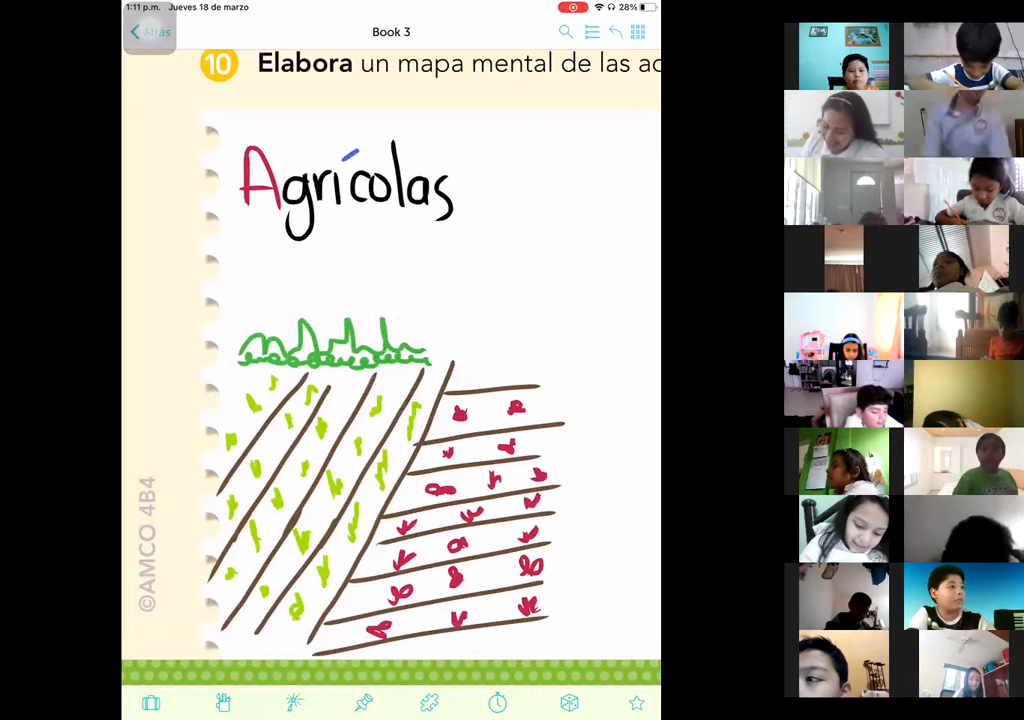 1:11 p.m. Jueves 18 de marzo
28%
Atrás
Book 3
10 Elabora un mapa mental de las ac
Agrícolas
©AMCO 4B4